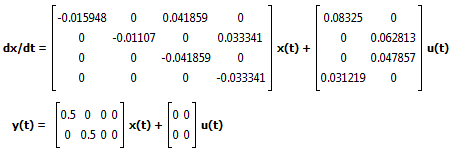 -0.015948 0 0.041859 0 0.08325 0
0 -0.01107 0 0.033341 0 0.062813
dx/dt = x(t) + u(t)
0 0 -0.041859 0 0 0.047857
0 0 0 -0.033341 0.031219 0
0.5 0 0 0 0 0
y(t) = x(t) + u(t)
0 0.5 0 0 0 0